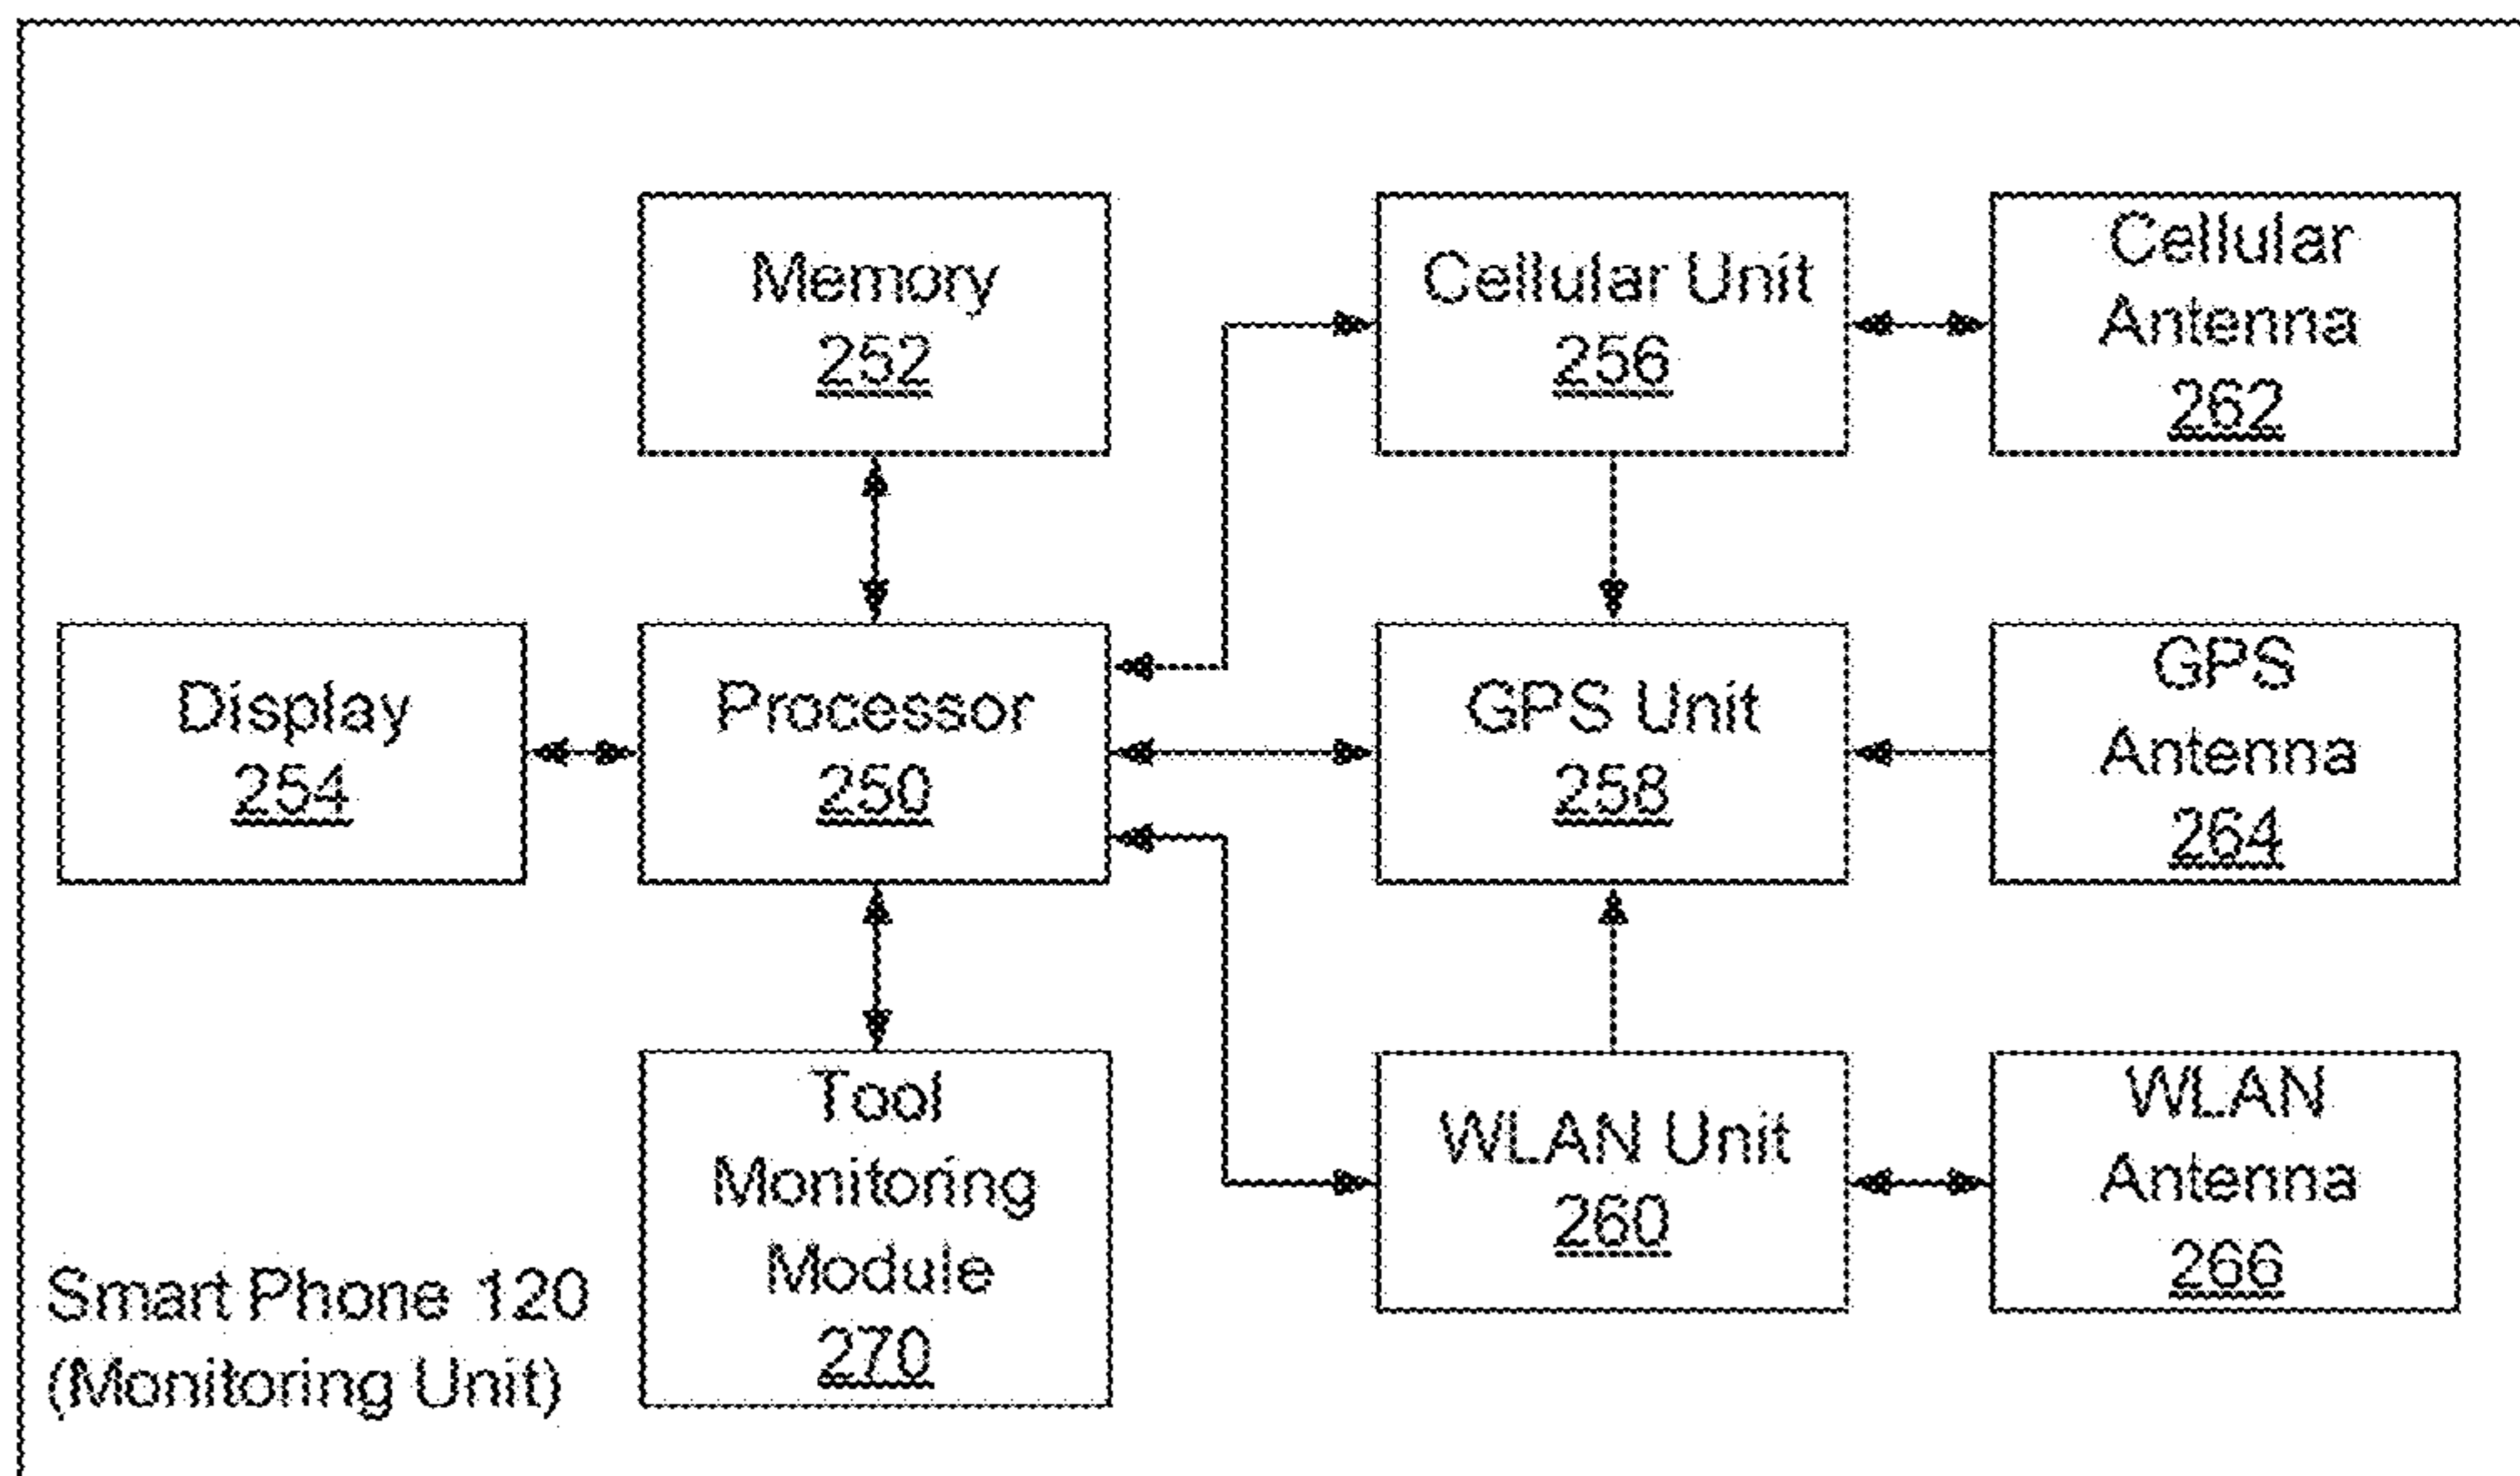 Memory
252
Cellular Unit
256
Cellular
Antenna
262
Display
254
Processor
250
GPS Unit
258
GPS
Antenna
264
Tool
Monitoring
Module
270
WLAN Unit
260
WLAN
Antenna
266
Smart Phone 120
(Monitoring Unit)